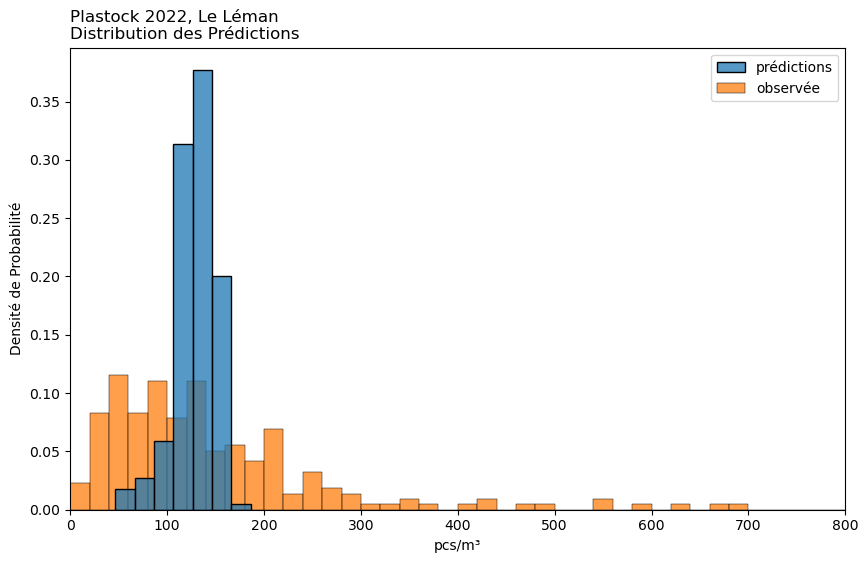 Plastock 2022, Le Léman
Distribution des Prédictions
prédictions
observée
Densité de Probabilité
0.35
0.30
0.25
0.20
0.15
0.10
0.05
0.00
0 100 200 300 400 500 600 700 800
pcs/m³